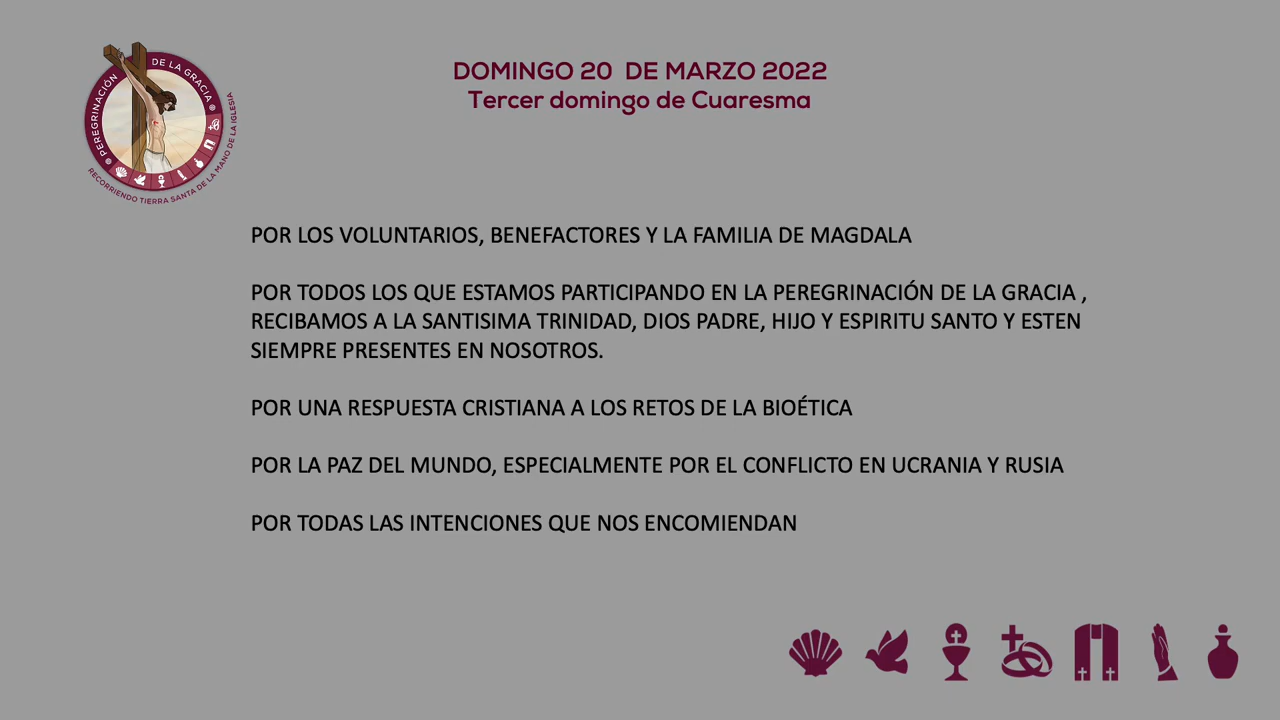 PEREGRINACIÓN DE LA GRACIA
RECORRIENDO TIERRA SANTA DE LA MANO DE LA IGLESIA
DOMINGO 20  DE MARZO 2022
Tercer domingo de Cuaresma
POR LOS VOLUNTARIOS, BENEFACTORES Y LA FAMILIA DE MAGDALA
POR TODOS LOS QUE ESTAMOS PARTICIPANDO EN LA PEREGRINACIÓN DE LA GRACIA ,
RECIBAMOS A LA SANTISIMA TRINIDAD, DIOS PADRE, HIJO Y ESPIRITU SANTO Y ESTEN
SIEMPRE PRESENTES EN NOSOTROS.
POR UNA RESPUESTA CRISTIANA A LOS RETOS DE LA BIOÉTICA
POR LA PAZ DEL MUNDO, ESPECIALMENTE POR EL CONFLICTO EN UCRANIA Y RUSIA
POR TODAS LAS INTENCIONES QUE NOS ENCOMIENDAN